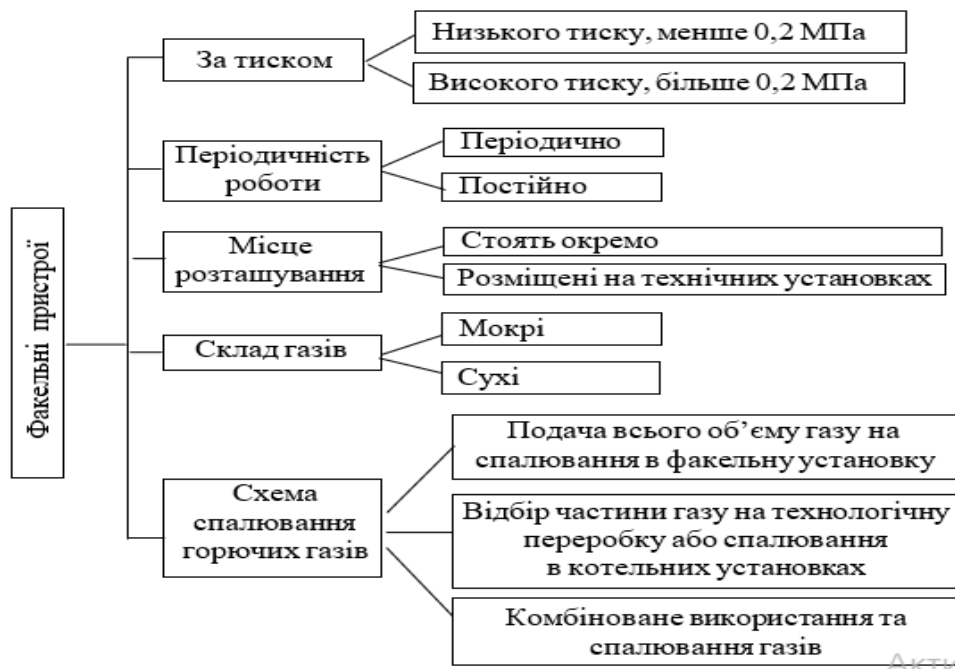 Факельні пристрої
За тиском
Низького тиску, менше 0,2 МПа
Високого тиску, більше 0,2 МПа
Періодичність
роботи
Періодично
Постійно
Місце
розташування
Стоять окремо
Розміщені на технічних установках
Склад газів
Мокрі
Сухі
Схема
спалювання
горючих газів
Подача всього об’єму газу на
спалювання в факельну установку
Відбір частини газу на технологічну
переробку або спалювання
в котельних установках
Комбіноване використання та
спалювання газів